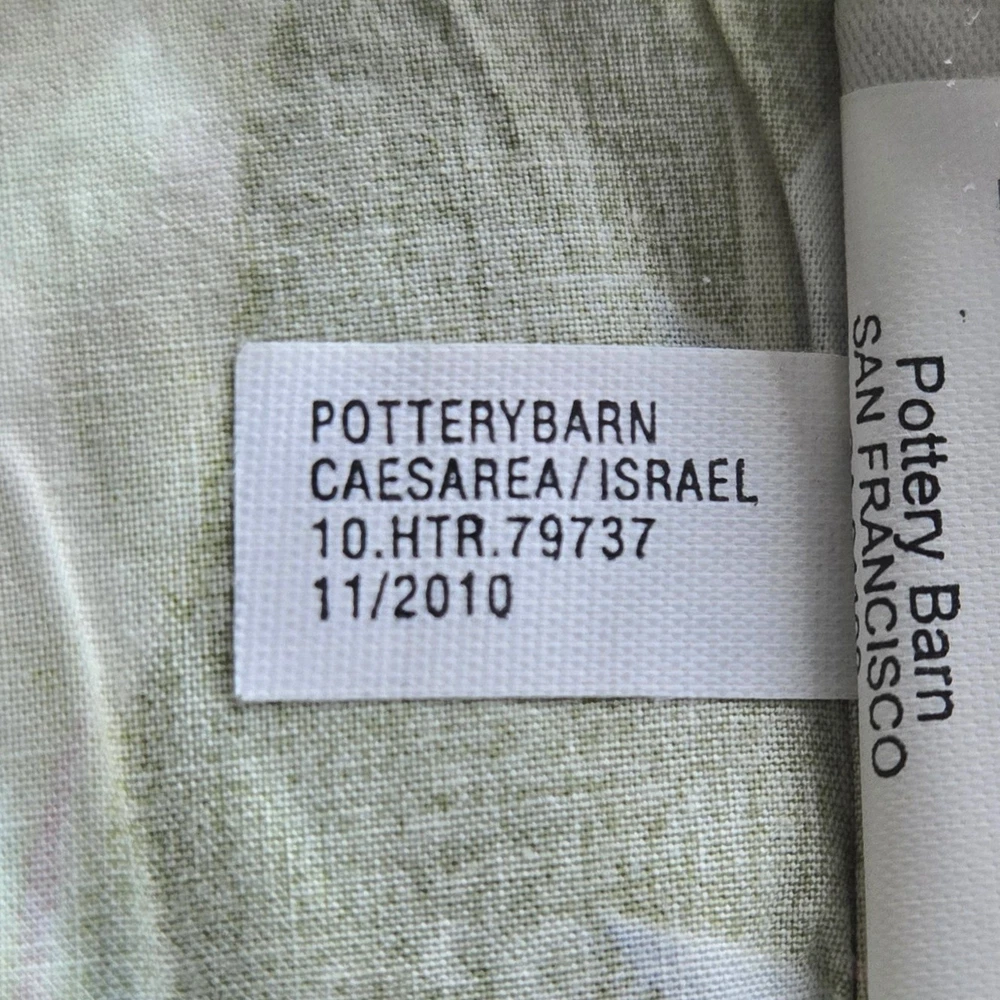 POTTERYBARN
CAESAREA/ISRAEL
10.HTR.79737
11/2010
Pottery Barn
SAN FRANCISCO